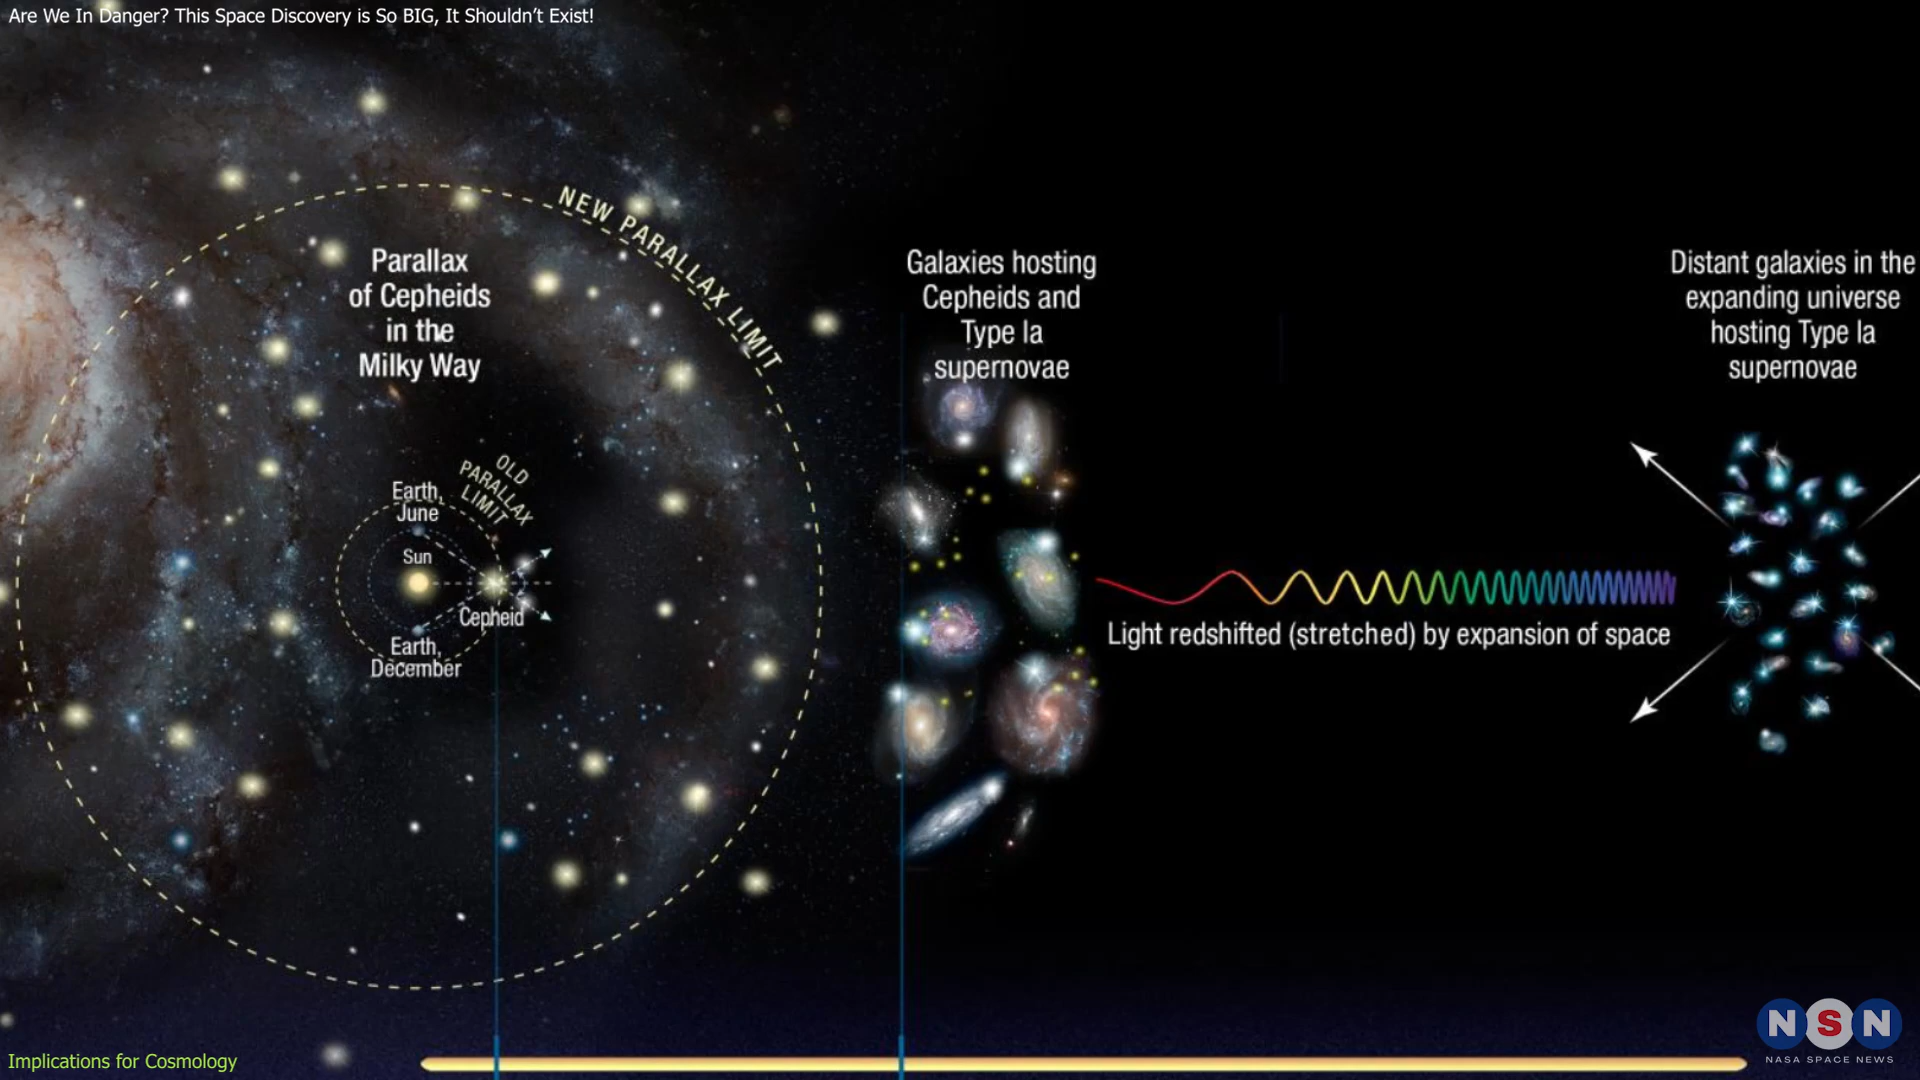 Are We In Danger? This Space Discovery is So BIG, It Shouldn't Exist!
NEW PARALLAX LIMIT
Parallax
of Cepheids
in the
Milky Way
OLD
PARALLAX
LIMIT
Earth,
June
Sun
Cepheid
Earth,
December
Galaxies hosting
Cepheids and
Type Ia
supernovae
Light redshifted (stretched) by expansion of space
Distant galaxies in the
expanding universe
hosting Type Ia
supernovae
Implications for Cosmology
NSN
NASA SPACE NEWS